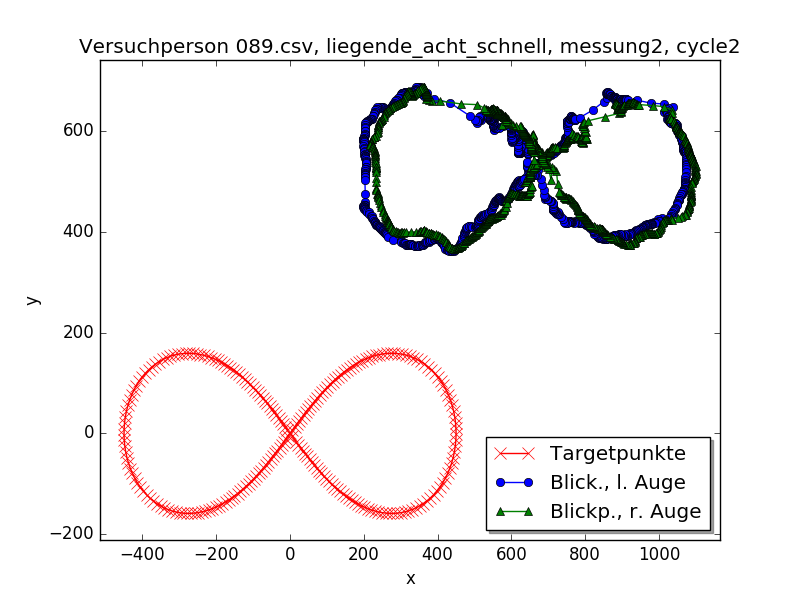 Versuchperson 089.csv, liegende_acht_schnell, messung2, cycle2
y
600
400
200
0
−200
−400
−200
0
200
400
600
800
1000
x
Targetpunkte
Blick., l. Auge
Blickp., r. Auge